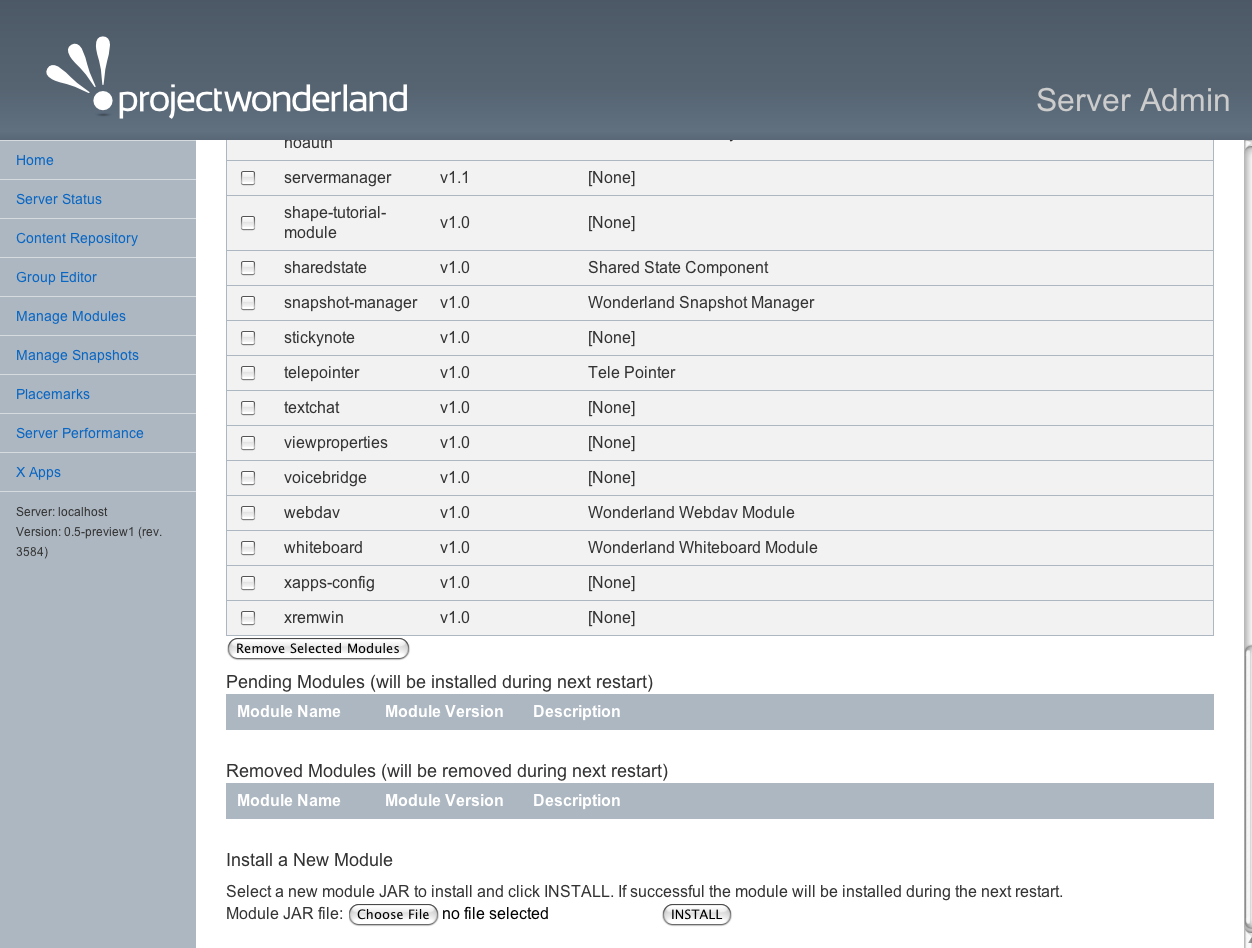 projectwonderland
Server Admin
Home
Server Status
Content Repository
Group Editor
Manage Modules
Manage Snapshots
Placemarks
Server Performance
X Apps
Server: localhost
Version: 0.5-preview1 (rev.
3584)
noauth
servermanager v1.1 [None]
shape-tutorial-
module v1.0 [None]
sharedstate v1.0 Shared State Component
snapshot-manager v1.0 Wonderland Snapshot Manager
stickynote v1.0 [None]
telepointer v1.0 Tele Pointer
textchat v1.0 [None]
viewproperties v1.0 [None]
voicebridge v1.0 [None]
webdav v1.0 Wonderland Webdav Module
whiteboard v1.0 Wonderland Whiteboard Module
xapps-config v1.0 [None]
xremwin v1.0 [None]
Remove Selected Modules
Pending Modules (will be installed during next restart)
Module Name Module Version Description
Removed Modules (will be removed during next restart)
Module Name Module Version Description
Install a New Module
Select a new module JAR to install and click INSTALL. If successful the module will be installed during the next restart.
Module JAR file: Choose File no file selected INSTALL